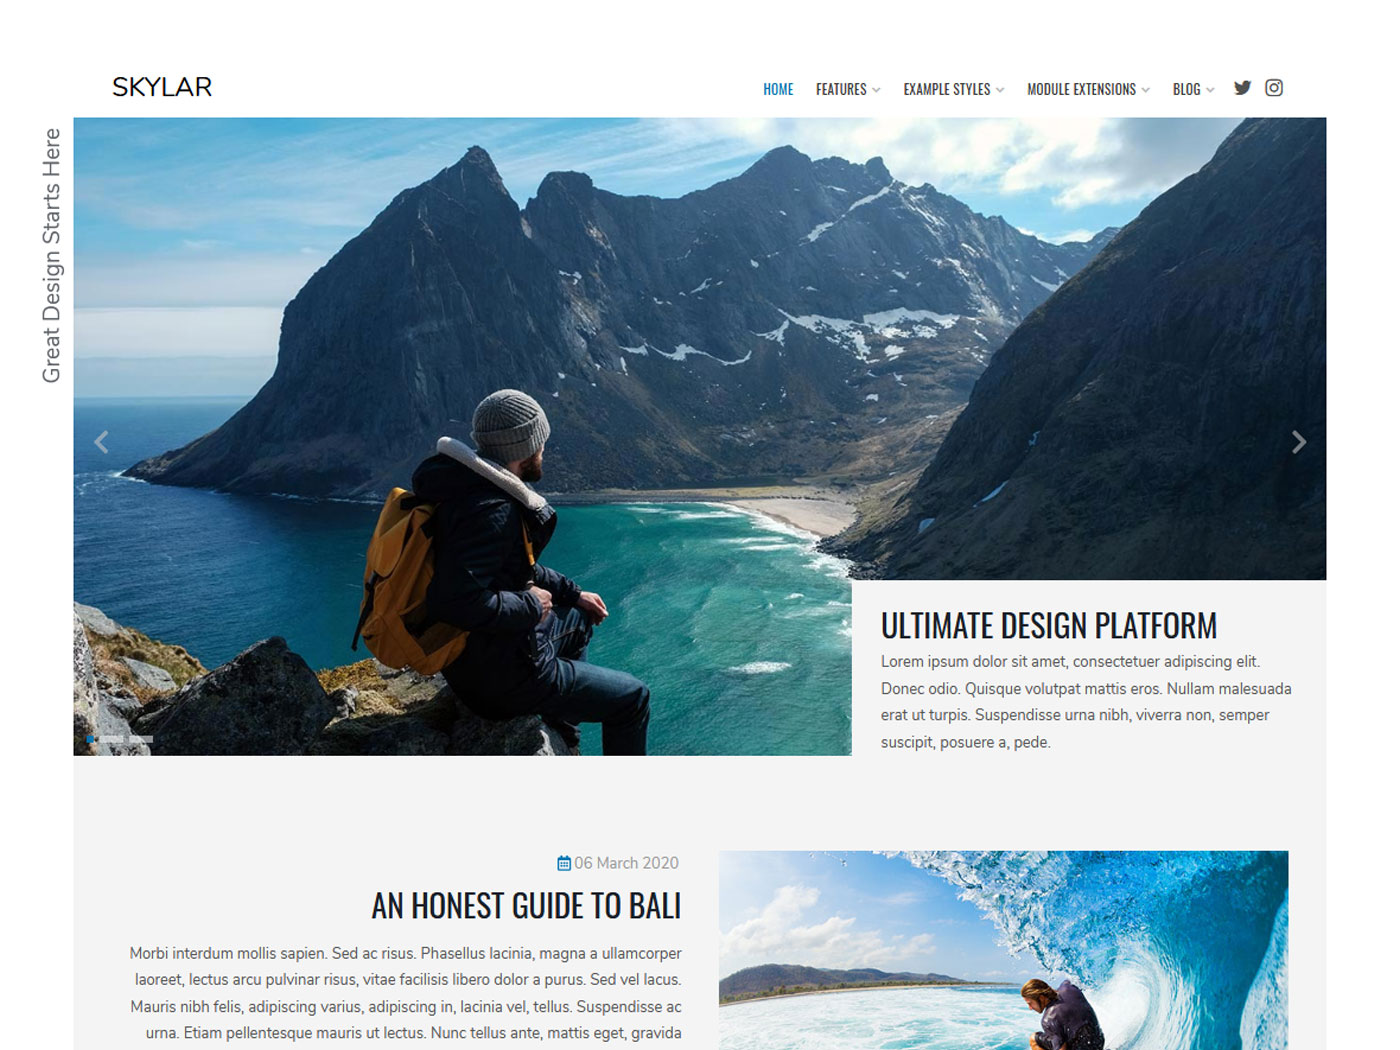 SKYLAR
HOME FEATURES EXAMPLE STYLES MODULE EXTENSIONS BLOG
Great Design Starts Here
ULTIMATE DESIGN PLATFORM
Lorem ipsum dolor sit amet, consectetuer adipiscing elit.
Donec odio. Quisque volutpat mattis eros. Nullam malesuada
erat ut turpis. Suspendisse urna nibh, viverra non, semper
suscipit, posuere a, pede.
06 March 2020
AN HONEST GUIDE TO BALI
Morbi interdum mollis sapien. Sed ac risus. Phasellus lacinia, magna a ullamcorper
laoreet, lectus arcu pulvinar risus, vitae facilisis libero dolor a purus. Sed vel lacus.
Mauris nibh felis, adipiscing varius, adipiscing in, lacinia vel, tellus. Suspendisse ac
urna. Etiam pellentesque mauris ut lectus. Nunc tellus ante, mattis eget, gravida